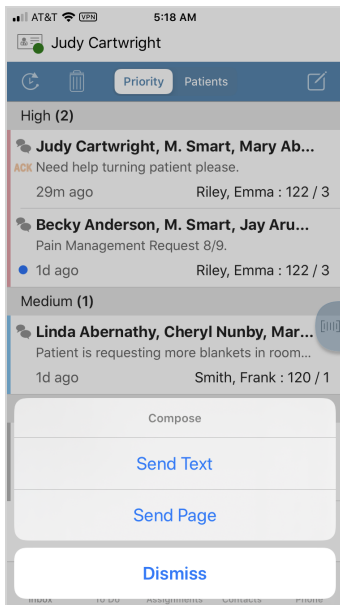 AT&T VPN 5:18 AM
Judy Cartwright
Priority Patients
High (2)
Judy Cartwright, M. Smart, Mary Ab...
ACK Need help turning patient please.
29m ago Riley, Emma : 122 / 3
Becky Anderson, M. Smart, Jay Aru...
Pain Management Request 8/9.
1d ago Riley, Emma : 122 / 3
Medium (1)
Linda Abernathy, Cheryl Nunby, Mar...
Patient is requesting more blankets in room...
1d ago Smith, Frank : 120 / 1
Compose
Send Text
Send Page
Dismiss
Inbox To Do Assignments Contacts Phone